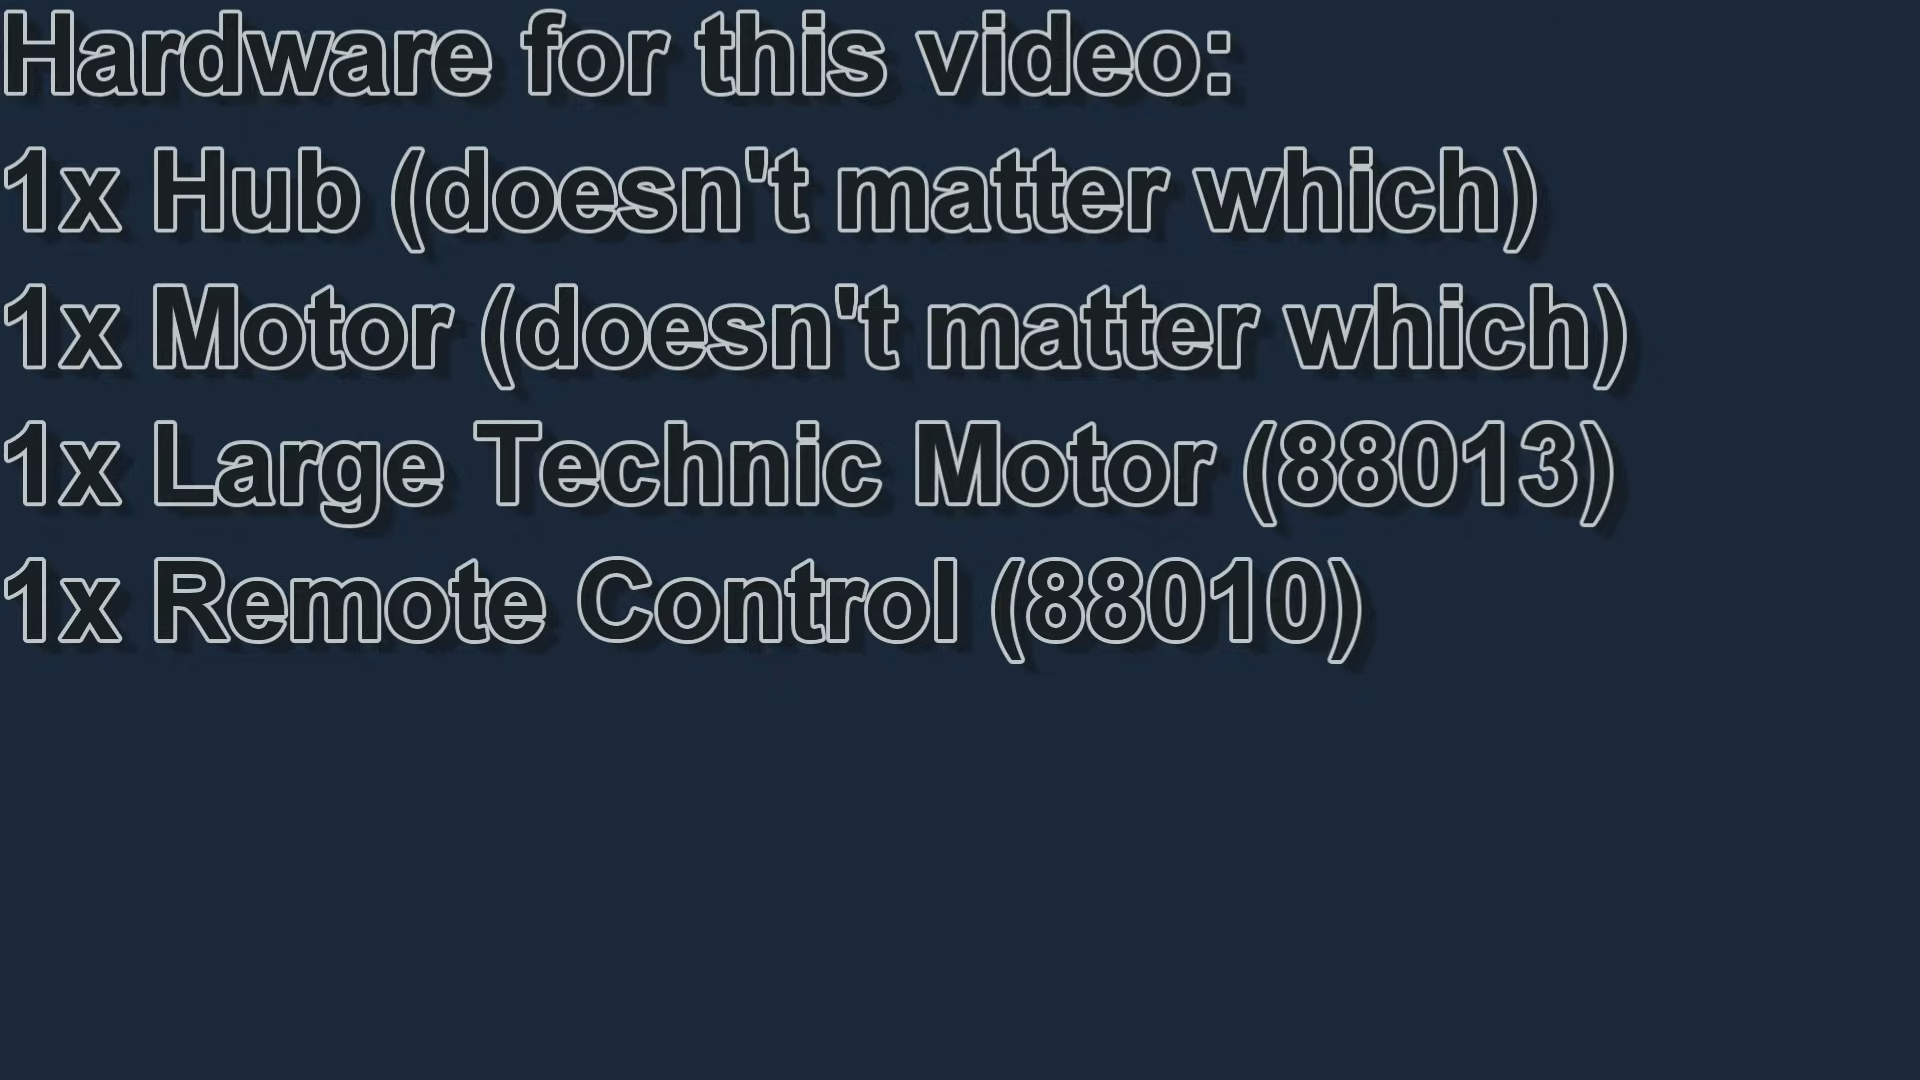 Hardware for this video:
1x Hub (doesn't matter which)
1x Motor (doesn't matter which)
1x Large Technic Motor (88013)
1x Remote Control (88010)